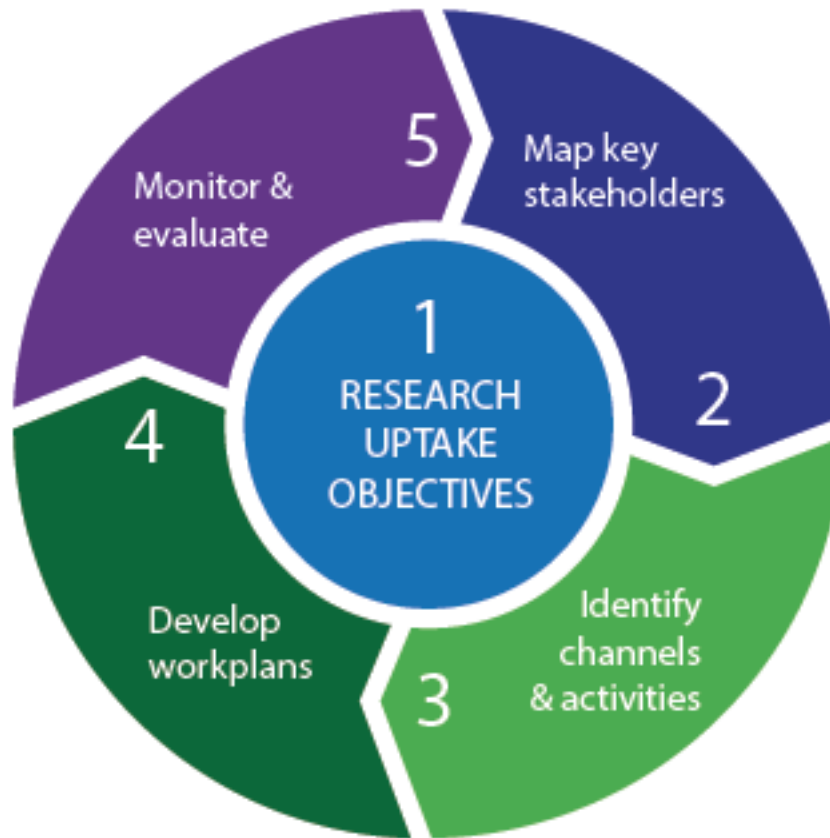 1
RESEARCH
UPTAKE
OBJECTIVES
Map key
stakeholders
2
Identify
channels
& activities
3
Develop
workplans
4
Monitor &
evaluate
5